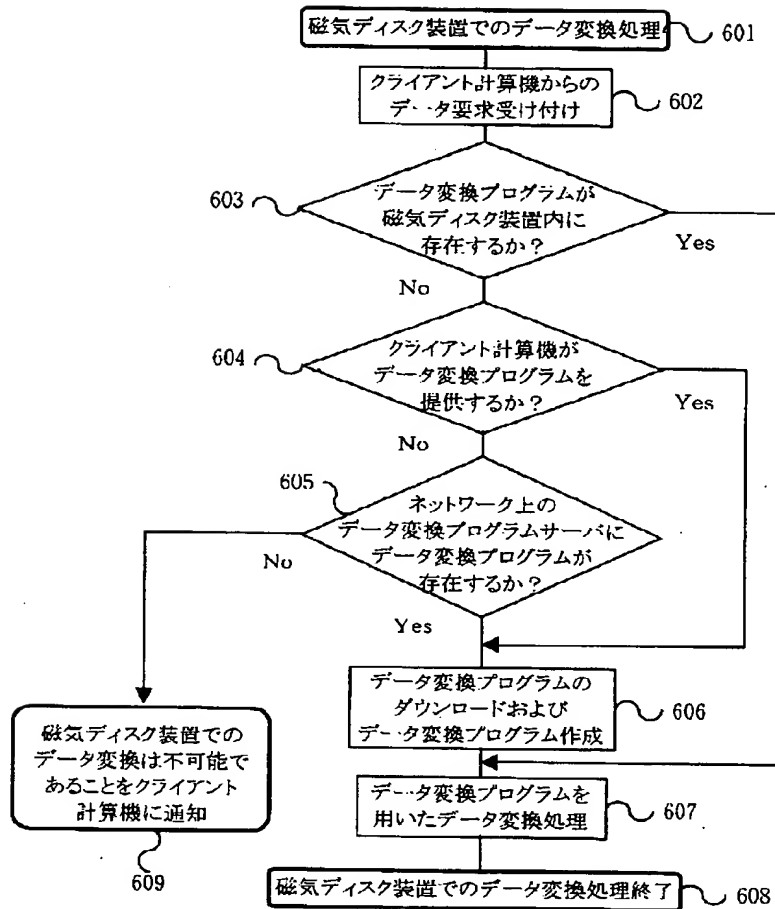 磁気ディスク装置でのデータ変換処理
601
クライアント計算機からの
データ要求受け付け
602
603
データ変換プログラムが
磁気ディスク装置内に
存在するか？
Yes
No
604
クライアント計算機が
データ変換プログラムを
提供するか？
Yes
No
605
ネットワーク上の
データ変換プログラムサーバに
データ変換プログラムが
存在するか？
No
Yes
データ変換プログラムの
ダウンロードおよび
データ変換プログラム作成
606
磁気ディスク装置での
データ変換は不可能で
あることをクライアント
計算機に通知
609
データ変換プログラムを
用いたデータ変換処理
607
磁気ディスク装置でのデータ変換処理終了
608